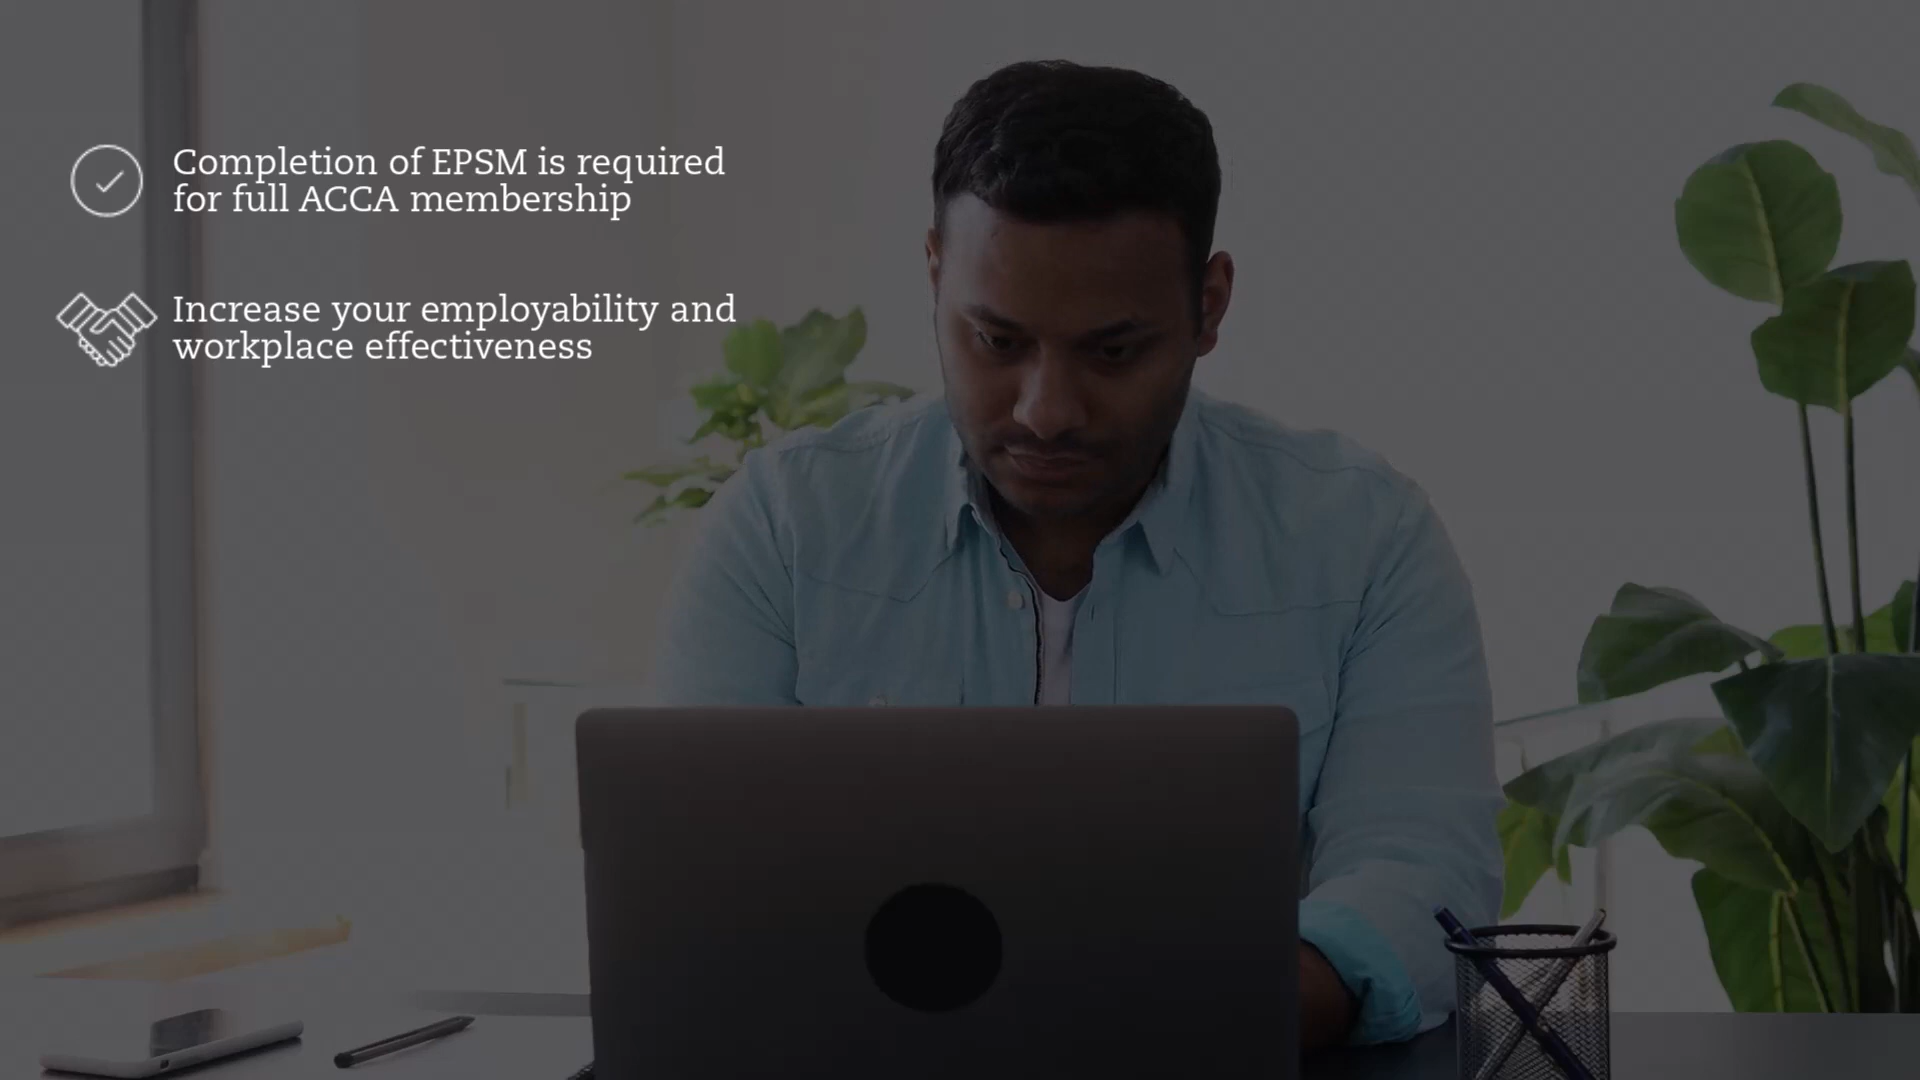 Completion of EPSM is required
for full ACCA membership
Increase your employability and
workplace effectiveness